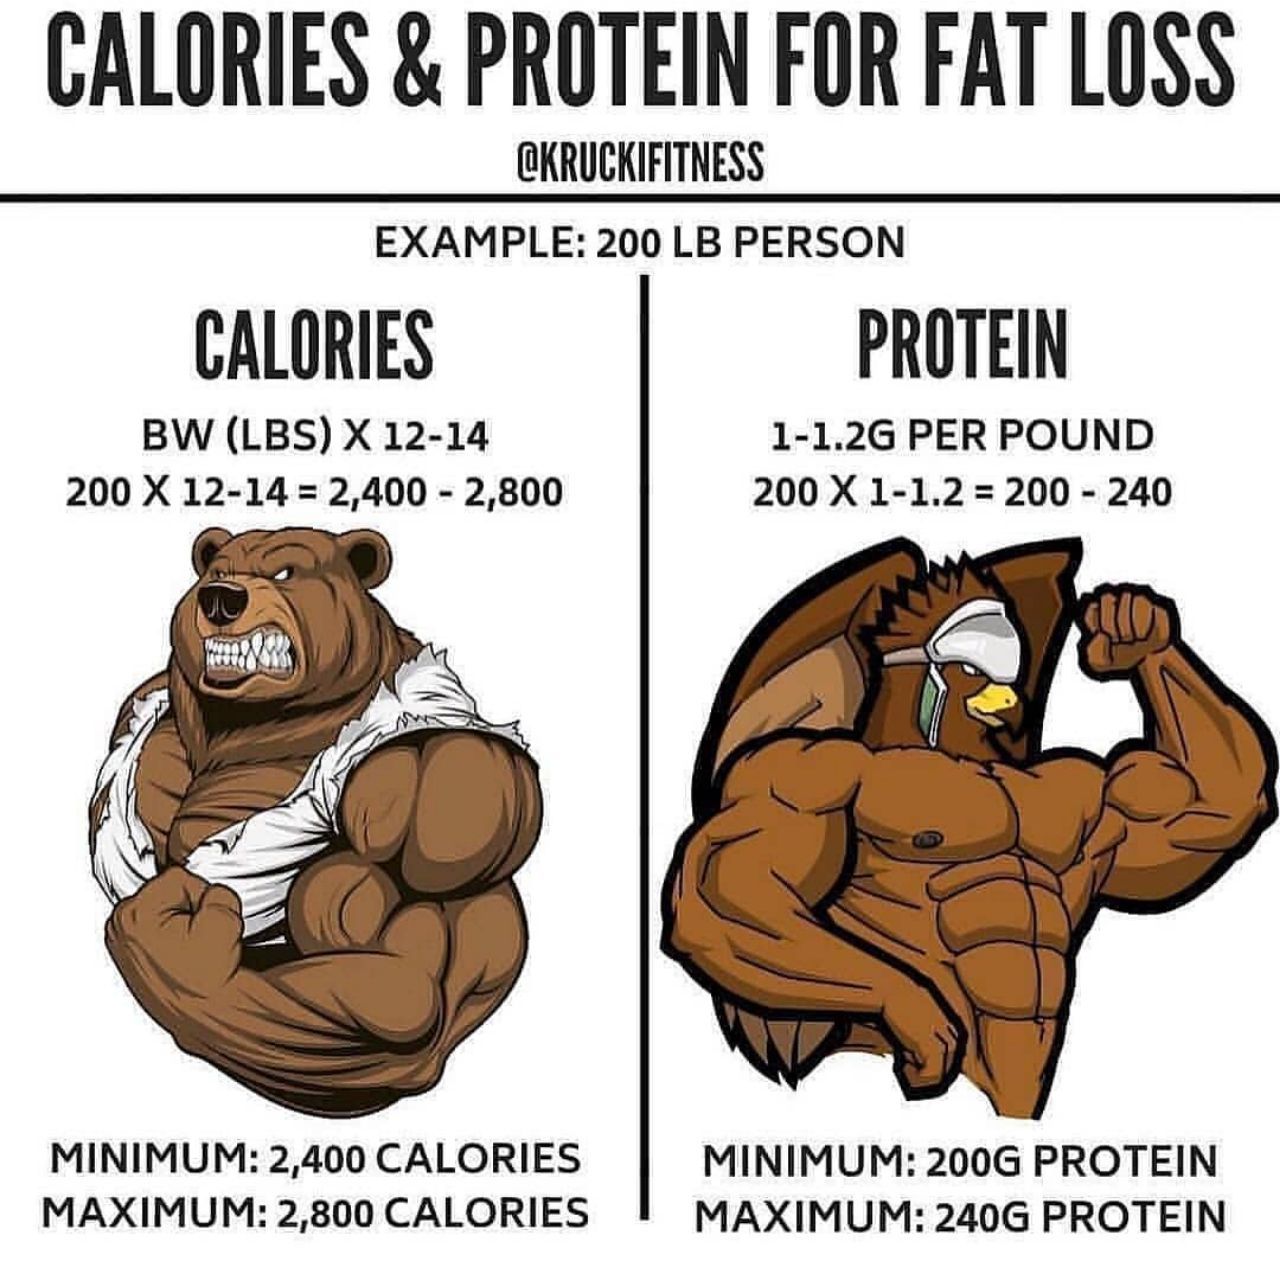 CALORIES & PROTEIN FOR FAT LOSS
@KRUCKIFITNESS
EXAMPLE: 200 LB PERSON
CALORIES
BW (LBS) X 12-14
200 X 12-14 = 2,400 - 2,800
MINIMUM: 2,400 CALORIES
MAXIMUM: 2,800 CALORIES
PROTEIN
1-1.2G PER POUND
200 X 1-1.2 = 200 - 240
MINIMUM: 200G PROTEIN
MAXIMUM: 240G PROTEIN